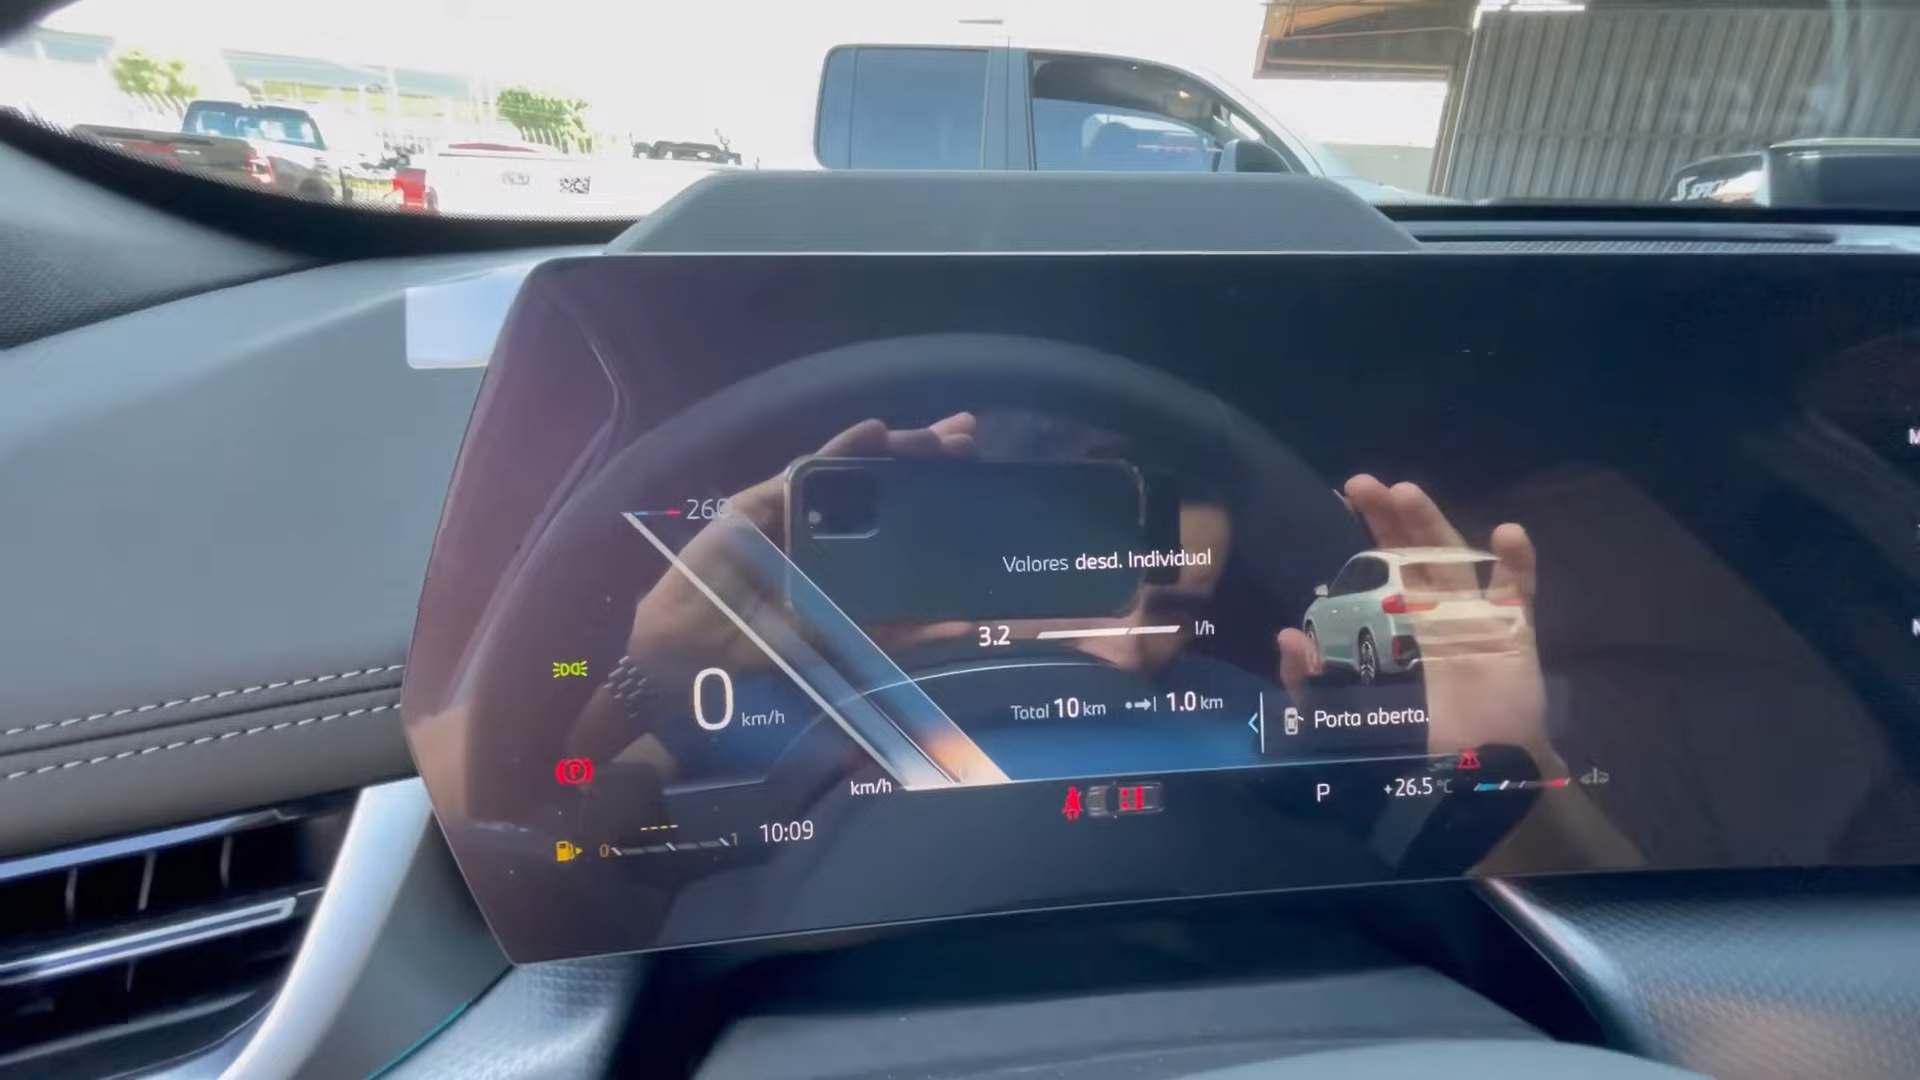 260
Valores desd. Individual
3.2 l/h
0 km/h
Total 10 km 1.0 km
Porta aberta.
km/h
P +26.5°C
10:09
0 1